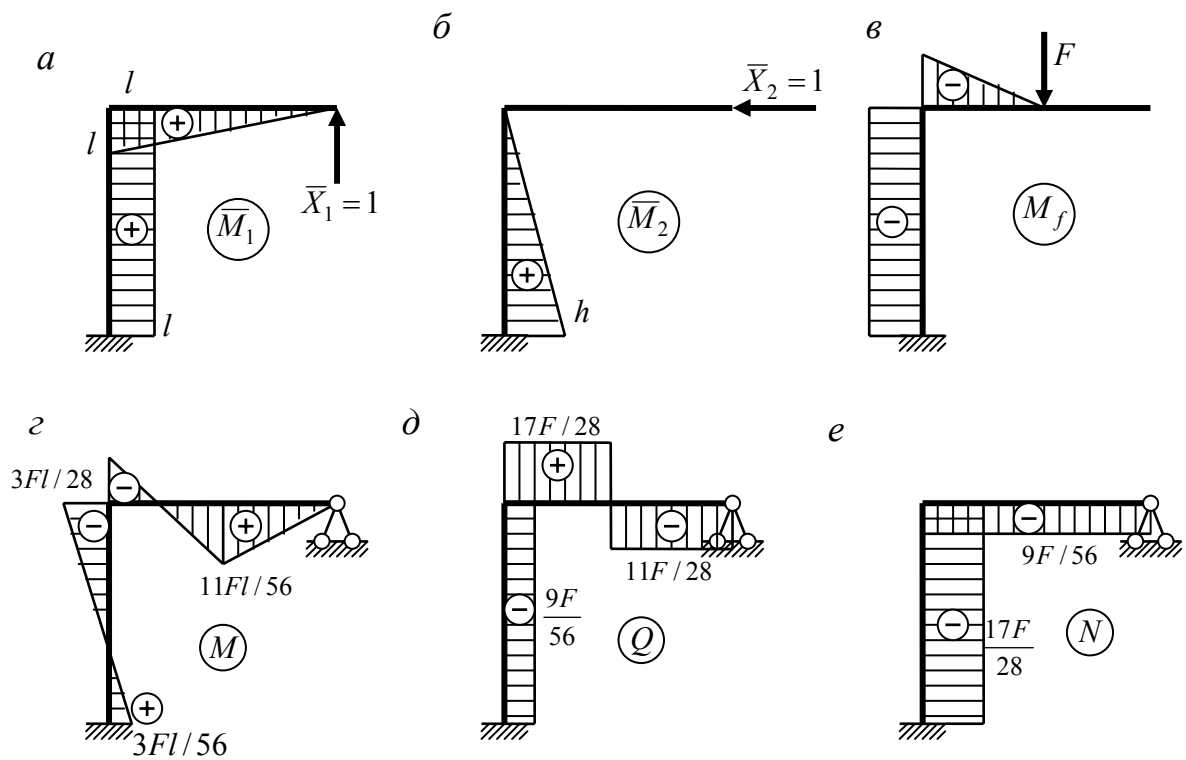 а
l
l
l
+
+
X̅₁ = 1
M̅₁
б
X̅₂ = 1
+
h
M̅₂
в
F
−
−
M_f
г
3Fl / 28
−
−
+
11Fl / 56
+
3Fl / 56
M
д
17F / 28
+
−
11F / 28
−
9F
56
Q
е
−
9F / 56
−
17F
28
N